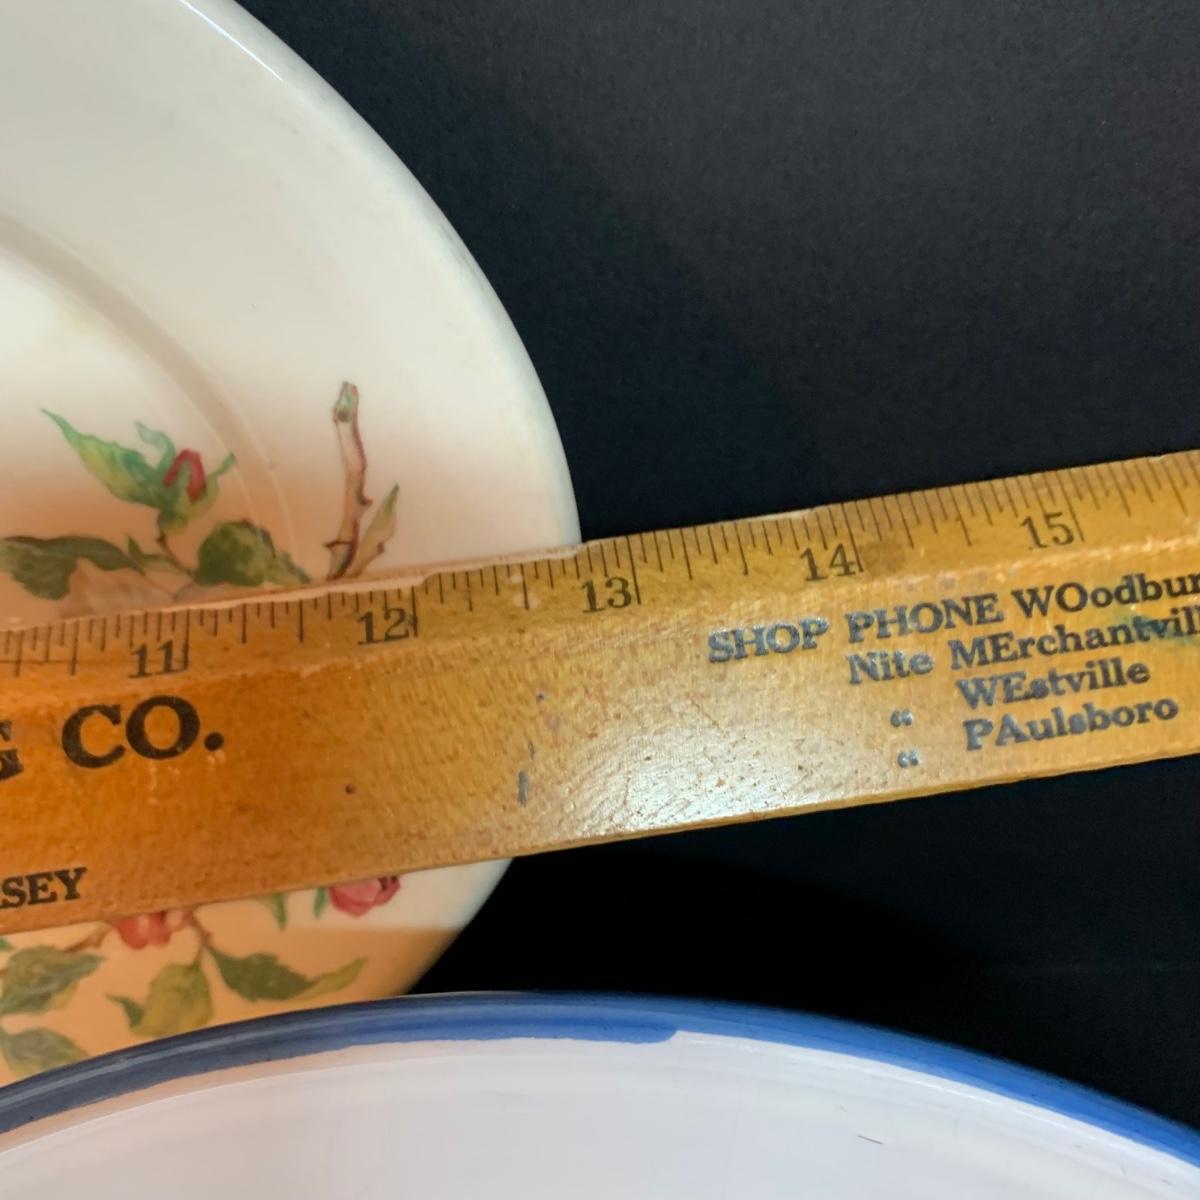 11 12 13 14 15
CO.
SHOP PHONE WOodbur
Nite MErchantvill
WEstville
“ PAulsboro
“
SEY